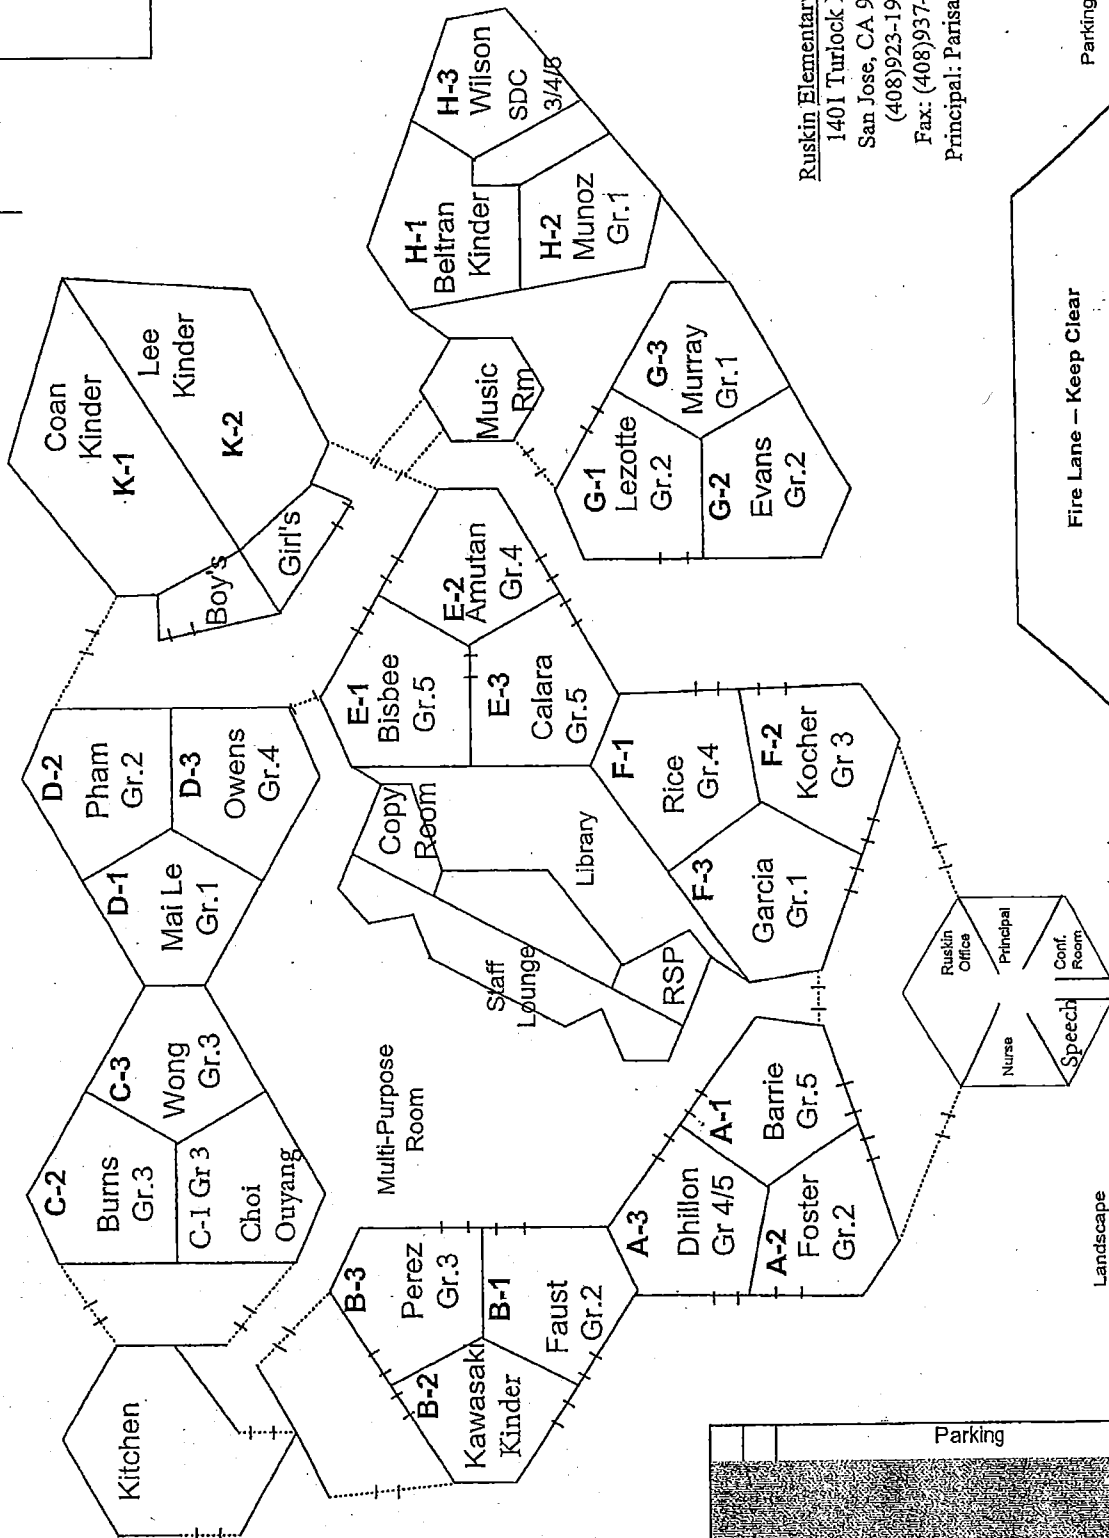 Kitchen
C-2
Burns
Gr.3
C-3
Wong
Gr.3
C-1 Gr 3
Choi
Ouyang
D-1
Mai Le
Gr.1
D-2
Pham
Gr.2
D-3
Owens
Gr.4
Coan
Kinder
K-1
Lee
Kinder
K-2
Boy's
Girl's
B-3
Perez
Gr.3
B-2
Kawasaki
Kinder
B-1
Faust
Gr.2
Multi-Purpose
Room
Staff
Lounge
Copy
Room
Library
RSP
E-1
Bisbee
Gr.5
E-2
Amutan
Gr.4
E-3
Calara
Gr.5
Music
Rm
H-1
Beltran
Kinder
H-3
Wilson
SDC
3/4/5
H-2
Munoz
Gr.1
A-3
Dhillon
Gr 4/5
A-1
Barrie
Gr.5
A-2
Foster
Gr.2
F-3
Garcia
Gr.1
F-1
Rice
Gr.4
F-2
Kocher
Gr 3
G-1
Lezotte
Gr.2
G-3
Murray
Gr.1
G-2
Evans
Gr.2
Ruskin Elementary
1401 Turlock
San Jose, CA 9
(408)923-19
Fax: (408)937-
Principal: Parisa
Ruskin
Office
Principal
Nurse
Conf.
Room
Speech
Parking
Landscape
Fire Lane – Keep Clear
Parking